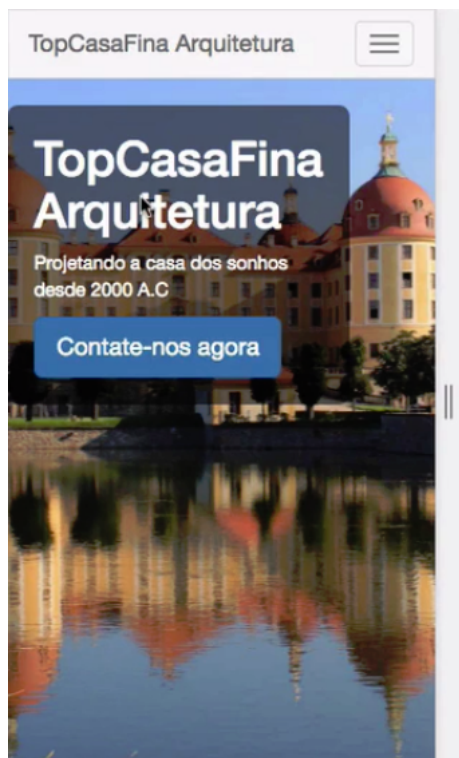 TopCasaFina Arquitetura
TopCasaFina
Arquitetura
Projetando a casa dos sonhos
desde 2000 A.C
Contate-nos agora